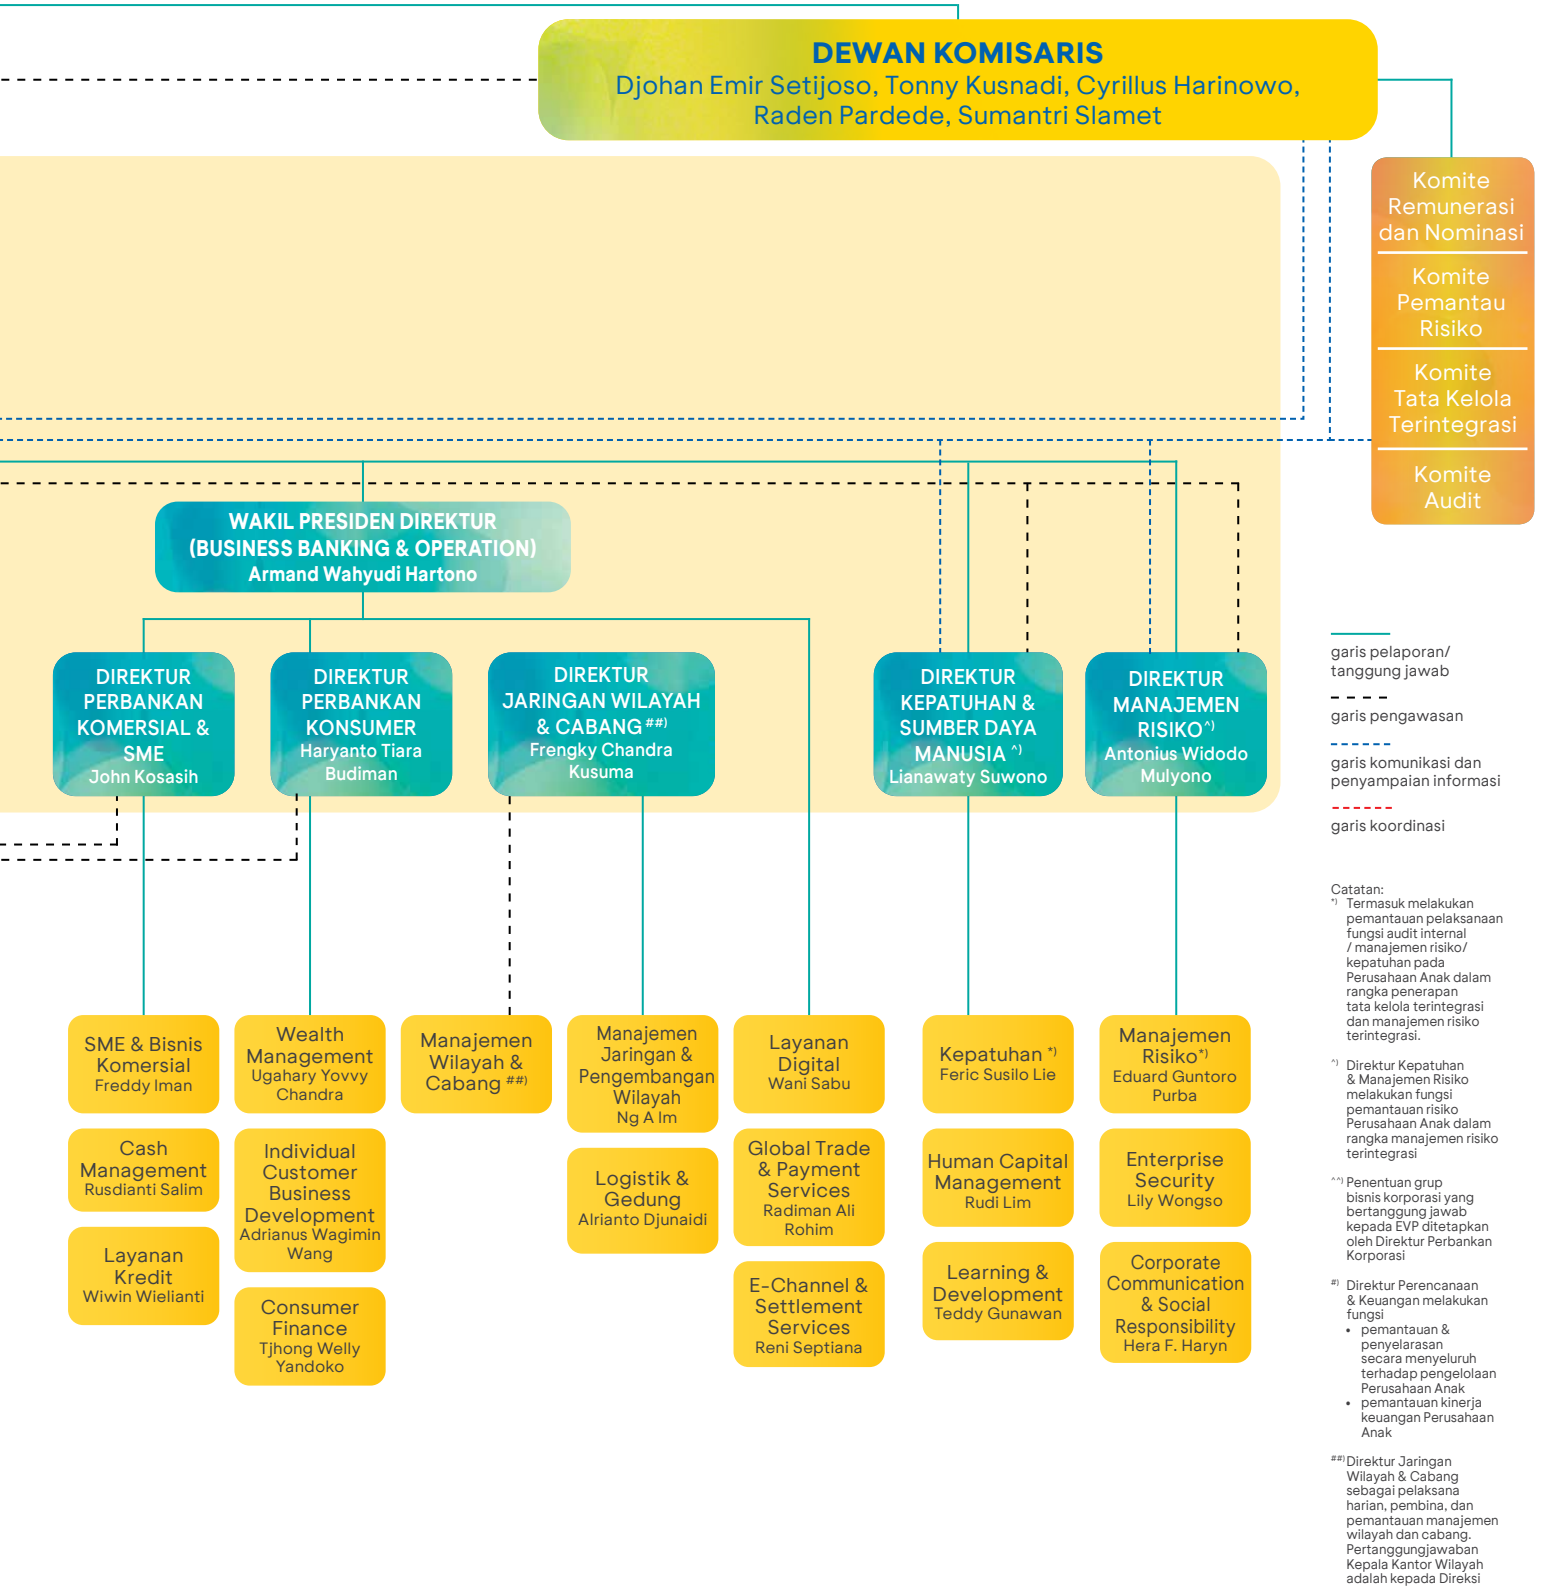 DEWAN KOMISARIS
Djohan Emir Setijoso, Tonny Kusnadi, Cyrillus Harinowo,
Raden Pardede, Sumantri Slamet
Komite
Remunerasi
dan Nominasi
Komite
Pemantau
Risiko
Komite
Tata Kelola
Terintegrasi
Komite
Audit
WAKIL PRESIDEN DIREKTUR
(BUSINESS BANKING & OPERATION)
Armand Wahyudi Hartono
DIREKTUR
PERBANKAN
KOMERSIAL &
SME
John Kosasih
DIREKTUR
PERBANKAN
KONSUMER
Haryanto Tiara
Budiman
DIREKTUR
JARINGAN WILAYAH
& CABANG ##)
Frengky Chandra
Kusuma
DIREKTUR
KEPATUHAN &
SUMBER DAYA
MANUSIA ^)
Lianawaty Suwono
DIREKTUR
MANAJEMEN
RISIKO^)
Antonius Widodo
Mulyono
SME & Bisnis
Komersial
Freddy Iman
Cash
Management
Rusdianti Salim
Layanan
Kredit
Wiwin Wielianti
Wealth
Management
Ugahary Yovvy
Chandra
Individual
Customer
Business
Development
Adrianus Wagimin
Wang
Consumer
Finance
Tjhong Welly
Yandoko
Manajemen
Wilayah &
Cabang ##)
Manajemen
Jaringan &
Pengembangan
Wilayah
Ng A Im
Logistik &
Gedung
Alrianto Djunaidi
Layanan
Digital
Wani Sabu
Global Trade
& Payment
Services
Radiman Ali
Rohim
E-Channel &
Settlement
Services
Reni Septiana
Kepatuhan *)
Feric Susilo Lie
Human Capital
Management
Rudi Lim
Learning &
Development
Teddy Gunawan
Manajemen
Risiko*)
Eduard Guntoro
Purba
Enterprise
Security
Lily Wongso
Corporate
Communication
& Social
Responsibility
Hera F. Haryn
garis pelaporan/
tanggung jawab
garis pengawasan
garis komunikasi dan
penyampaian informasi
garis koordinasi
Catatan:
*) Termasuk melakukan
pemantauan pelaksanaan
fungsi audit internal
/ manajemen risiko/
kepatuhan pada
Perusahaan Anak dalam
rangka penerapan
tata kelola terintegrasi
dan manajemen risiko
terintegrasi.
^) Direktur Kepatuhan
& Manajemen Risiko
melakukan fungsi
pemantauan risiko
Perusahaan Anak dalam
rangka manajemen risiko
terintegrasi
^^) Penentuan grup
bisnis korporasi yang
bertanggung jawab
kepada EVP ditetapkan
oleh Direktur Perbankan
Korporasi
#) Direktur Perencanaan
& Keuangan melakukan
fungsi
• pemantauan &
penyelarasan
secara menyeluruh
terhadap pengelolaan
Perusahaan Anak
• pemantauan kinerja
keuangan Perusahaan
Anak
##) Direktur Jaringan
Wilayah & Cabang
sebagai pelaksana
harian, pembina, dan
pemantauan manajemen
wilayah dan cabang.
Pertanggungjawaban
Kepala Kantor Wilayah
adalah kepada Direksi